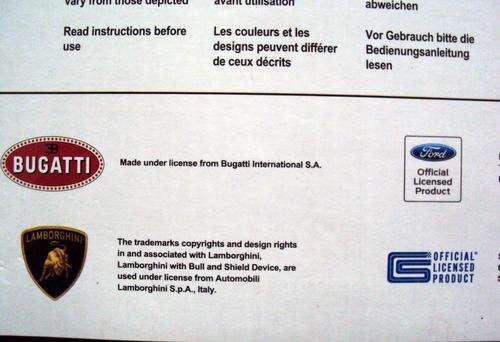 vary from those depicted
Read instructions before
use
avant utilisation
Les couleurs et les
designs peuvent différer
de ceux décrits
abweichen
Vor Gebrauch bitte die
Bedienungsanleitung
lesen
BUGATTI
Made under license from Bugatti International S.A.
Ford
Official
Licensed
Product
LAMBORGHINI
The trademarks copyrights and design rights
in and associated with Lamborghini,
Lamborghini with Bull and Shield Device, are
used under license from Automobili
Lamborghini S.p.A., Italy.
OFFICIAL
LICENSED
PRODUCT